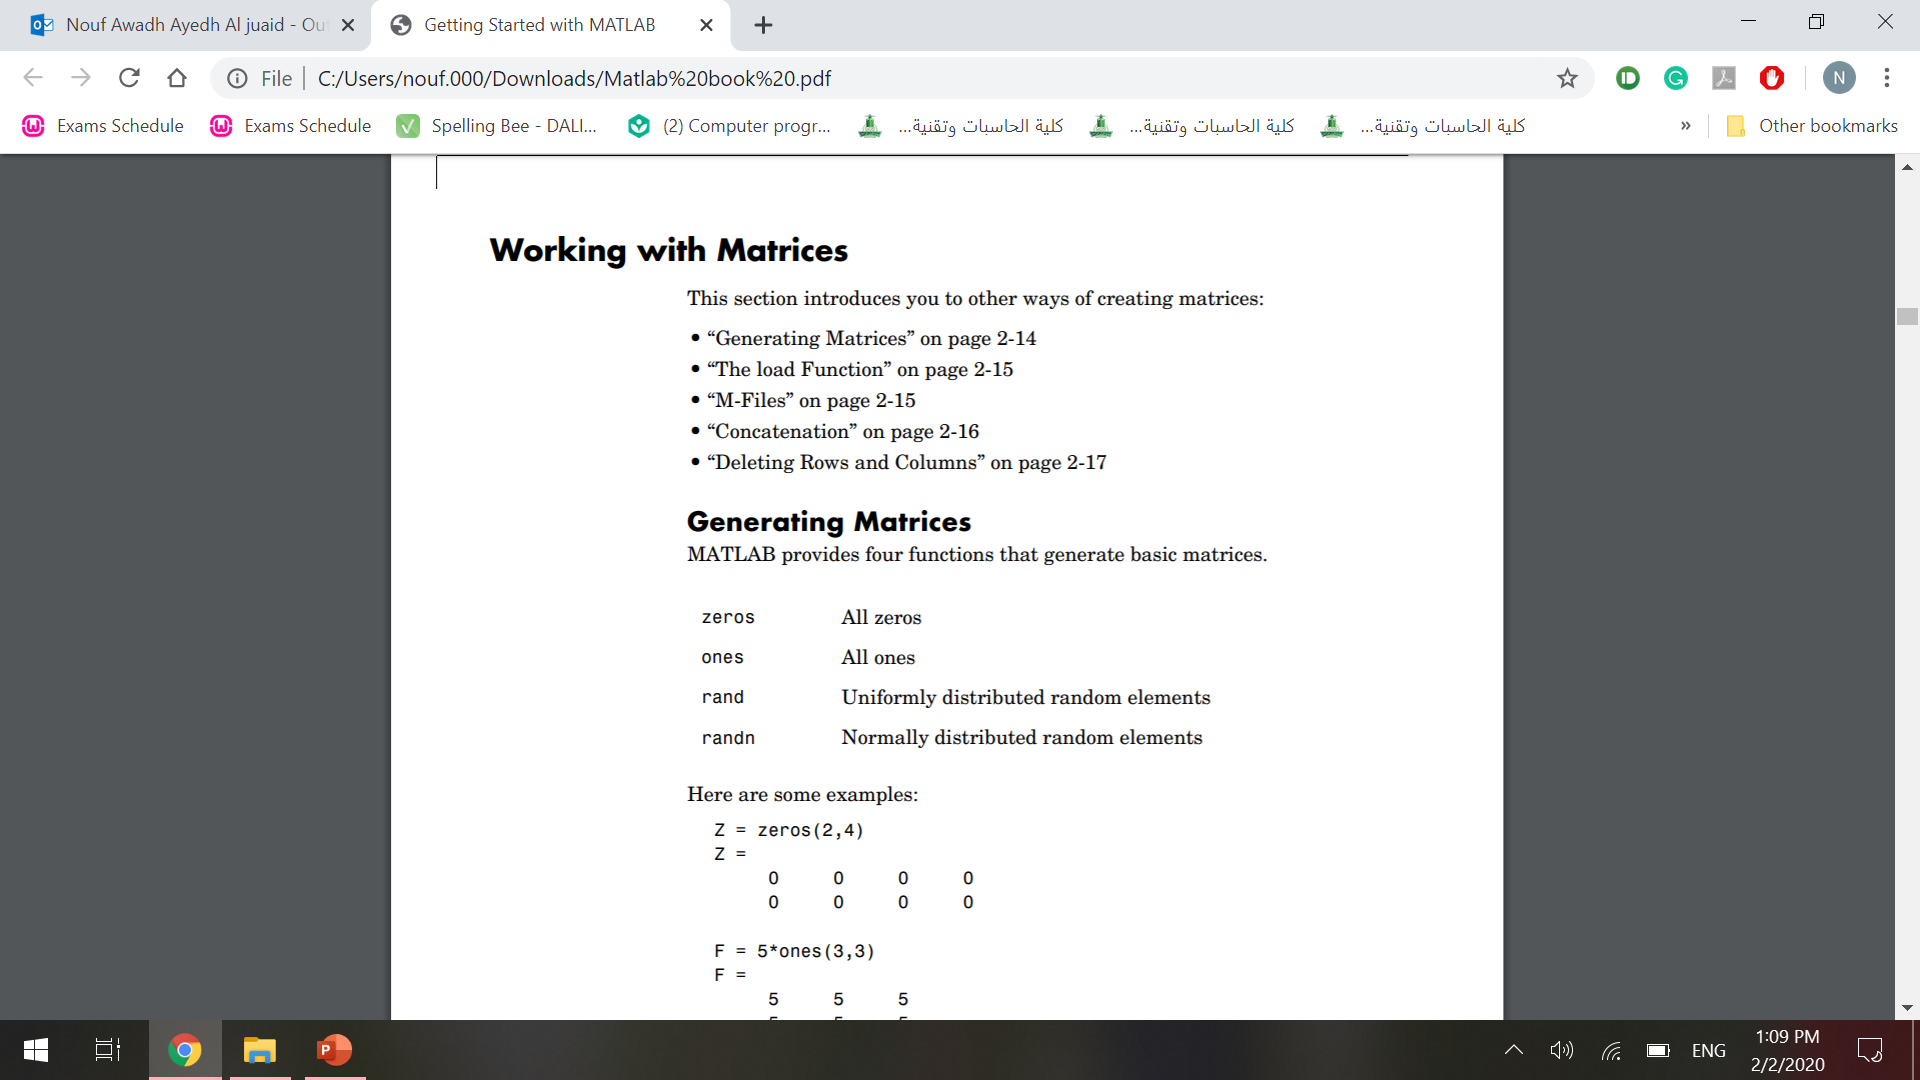 Nouf Awadh Ayedh Al juaid - Ou
Getting Started with MATLAB
File
C:/Users/nouf.000/Downloads/Matlab%20book%20.pdf
N
Exams Schedule
Exams Schedule
Spelling Bee - DALI...
(2) Computer progr...
كلية الحاسبات وتقنية...
كلية الحاسبات وتقنية...
كلية الحاسبات وتقنية...
»
Other bookmarks
Working with Matrices
This section introduces you to other ways of creating matrices:
• “Generating Matrices” on page 2-14
• “The load Function” on page 2-15
• “M-Files” on page 2-15
• “Concatenation” on page 2-16
• “Deleting Rows and Columns” on page 2-17
Generating Matrices
MATLAB provides four functions that generate basic matrices.
zeros All zeros
ones All ones
rand Uniformly distributed random elements
randn Normally distributed random elements
Here are some examples:
Z = zeros(2,4)
Z =
0 0 0 0
0 0 0 0
F = 5*ones(3,3)
F =
5 5 5
ENG
1:09 PM
2/2/2020